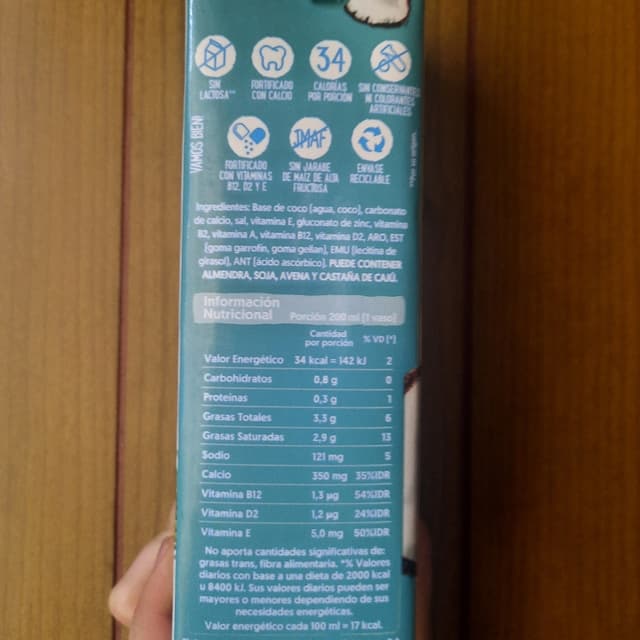 SIN
LACTOSA**
FORTIFICADO
CON CALCIO
34
CALORÍAS
POR PORCIÓN
SIN CONSERVANTES
NI COLORANTES
ARTIFICIALES
¡VAMOS BIEN!
FORTIFICADO
CON VITAMINAS
B12, D2 Y E
JMAF
SIN JARABE
DE MAÍZ DE ALTA
FRUCTOSA
ENVASE
RECICLABLE
Ingredientes: Base de coco (agua, coco), carbonato
de calcio, sal, vitamina E, gluconato de zinc, vitamina
B2, vitamina A, vitamina B12, vitamina D2, ARO, EST
(goma garrofín, goma gellan), EMU (lecitina de
girasol), ANT (ácido ascórbico). PUEDE CONTENER
ALMENDRA, SOJA, AVENA Y CASTAÑA DE CAJÚ.
Información
Nutricional Porción 200 ml (1 vaso)
Cantidad
por porción % VD (*)
Valor Energético 34 kcal = 142 kJ 2
Carbohidratos 0,8 g 0
Proteínas 0,3 g 1
Grasas Totales 3,3 g 6
Grasas Saturadas 2,9 g 13
Sodio 121 mg 5
Calcio 350 mg 35%IDR
Vitamina B12 1,3 µg 54%IDR
Vitamina D2 1,2 µg 24%IDR
Vitamina E 5,0 mg 50%IDR
No aporta cantidades significativas de:
grasas trans, fibra alimentaria. *% Valores
diarios con base a una dieta de 2000 kcal
u 8400 kJ. Sus valores diarios pueden ser
mayores o menores dependiendo de sus
necesidades energéticas.
Valor energético cada 100 ml = 17 kcal.